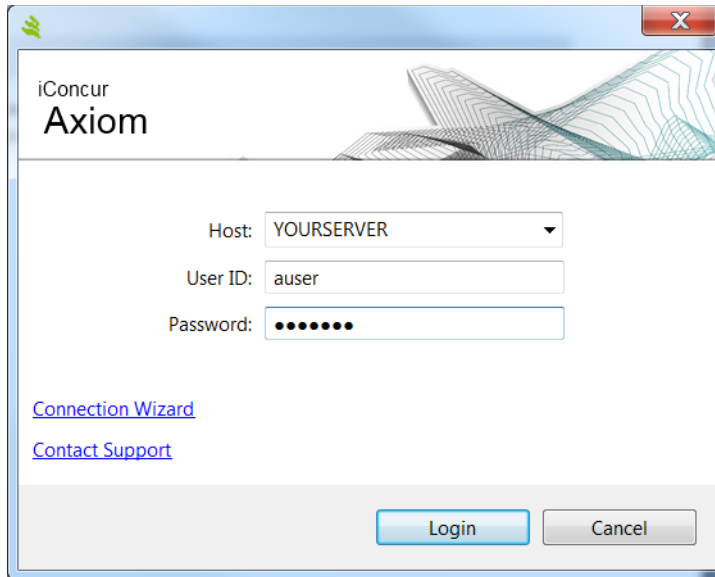 iConcur
Axiom
Host: YOURSERVER
User ID: auser
Password: •••••••
Connection Wizard
Contact Support
Login Cancel